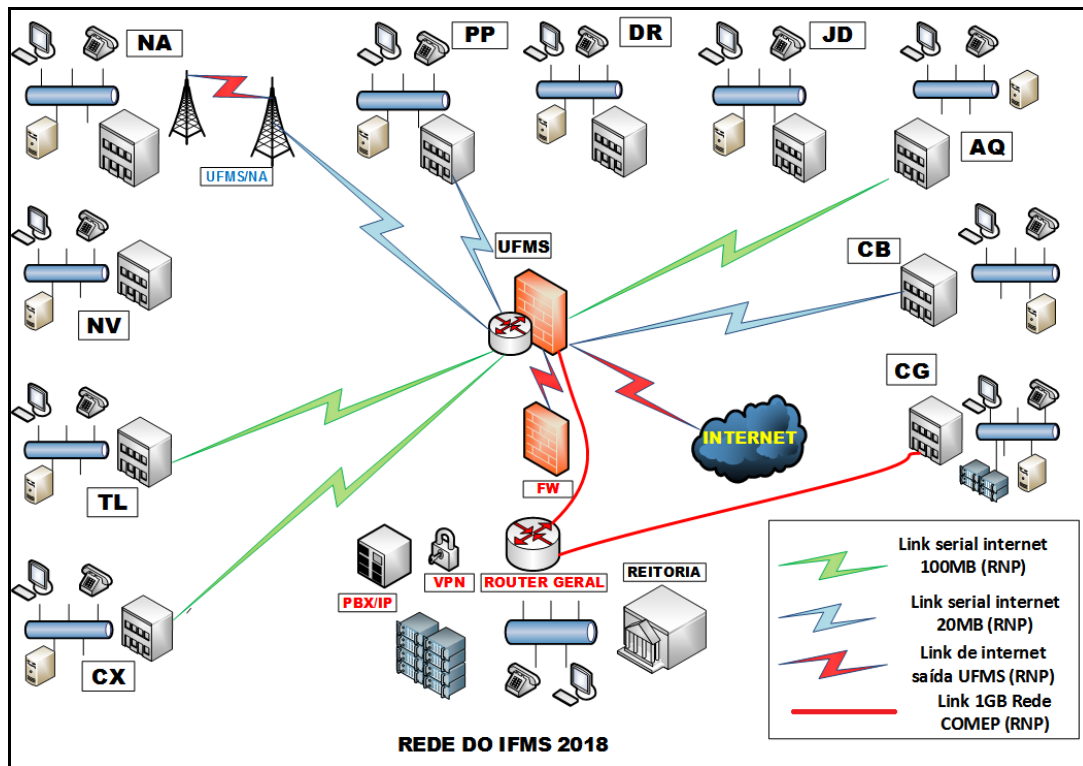 NA
PP
DR
JD
AQ
UFMS/NA
UFMS
CB
NV
CG
INTERNET
TL
FW
VPN
ROUTER GERAL
REITORIA
PBX/IP
CX
Link serial internet
100MB (RNP)
Link serial internet
20MB (RNP)
Link de internet
saída UFMS (RNP)
Link 1GB Rede
COMEP (RNP)
REDE DO IFMS 2018